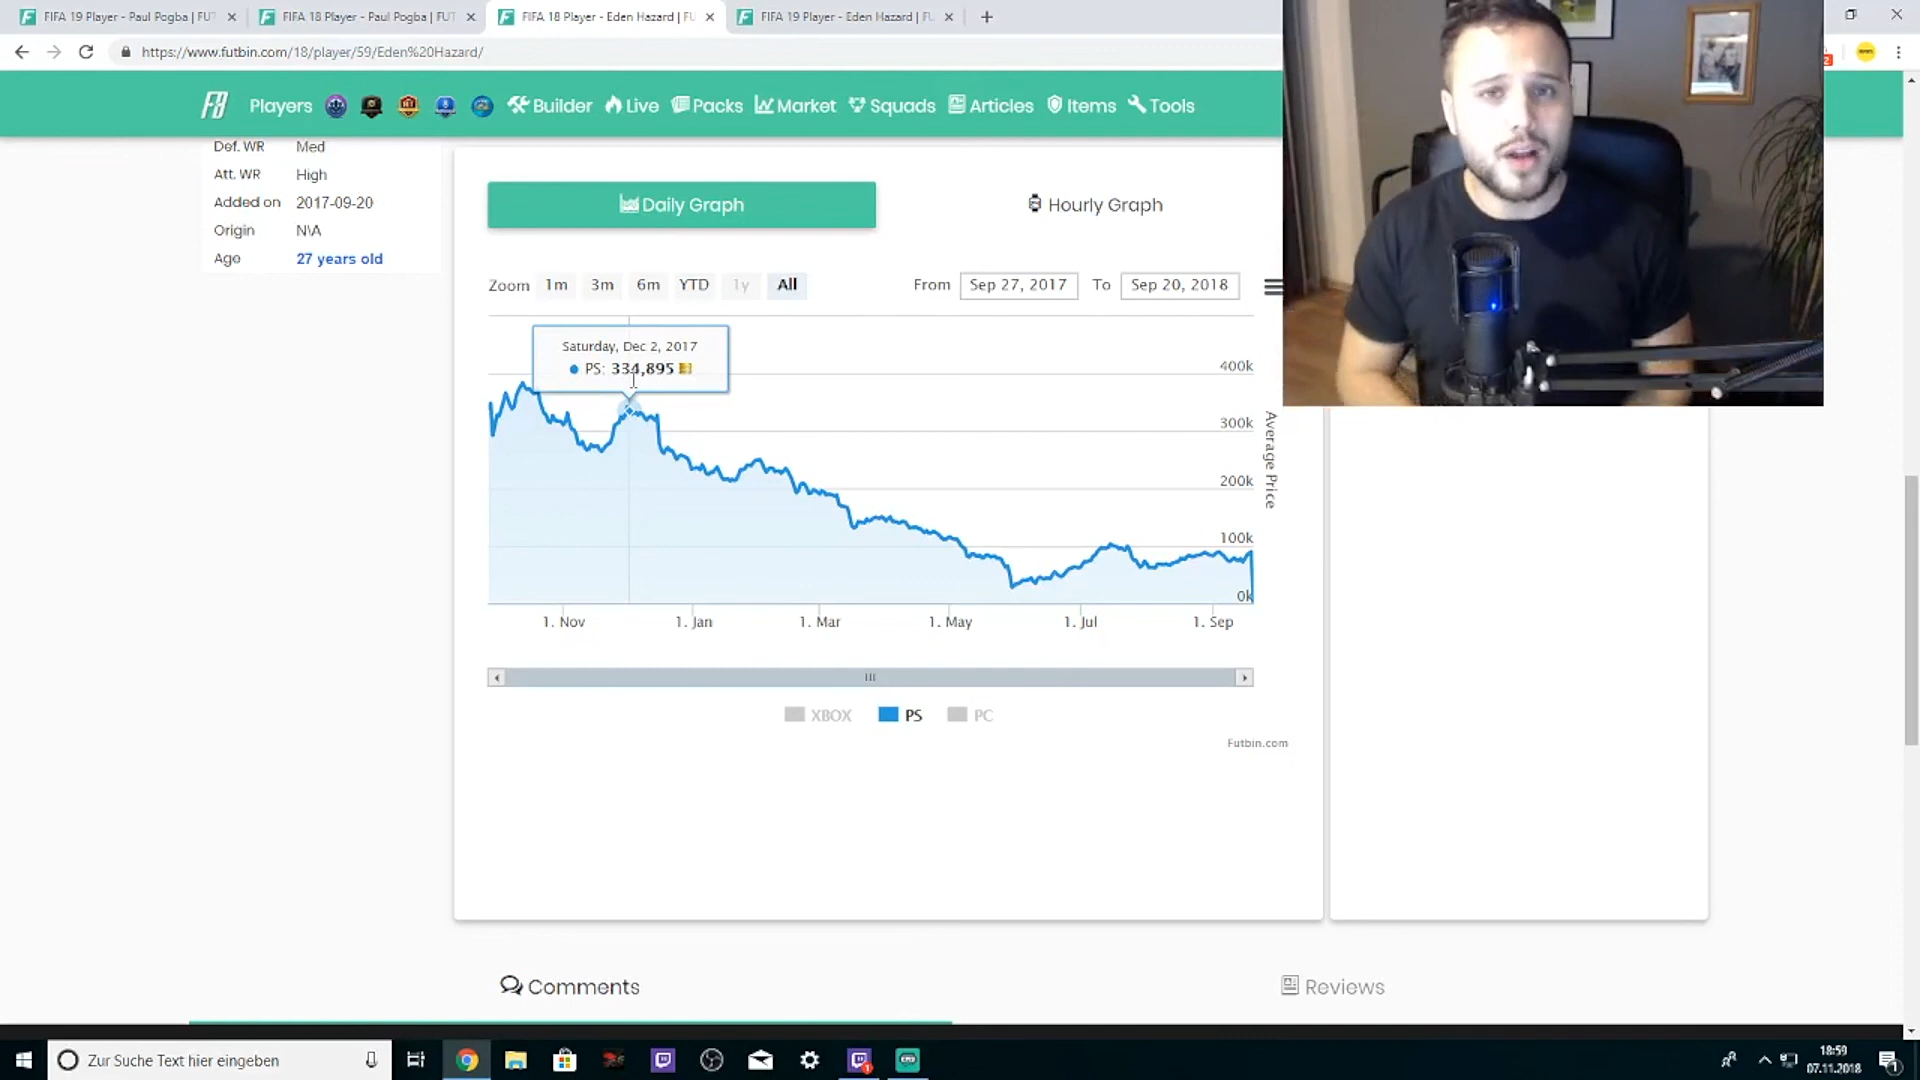 FIFA 19 Player - Paul Pogba | FUT
FIFA 18 Player - Paul Pogba | FUT
FIFA 18 Player - Eden Hazard | FU
FIFA 19 Player - Eden Hazard | FU
https://www.futbin.com/18/player/59/Eden%20Hazard/
Players Builder Live Packs Market Squads Articles Items Tools
Def. WR Med
Att. WR High
Added on 2017-09-20
Origin N\A
Age 27 years old
Daily Graph
Hourly Graph
Zoom 1m 3m 6m YTD 1y All
From Sep 27, 2017 To Sep 20, 2018
Saturday, Dec 2, 2017
PS: 334,895
400k
300k
200k
100k
0k
Average Price
1. Nov 1. Jan 1. Mar 1. May 1. Jul 1. Sep
XBOX PS PC
Futbin.com
Comments
Reviews
Zur Suche Text hier eingeben
18:59
07.11.2018